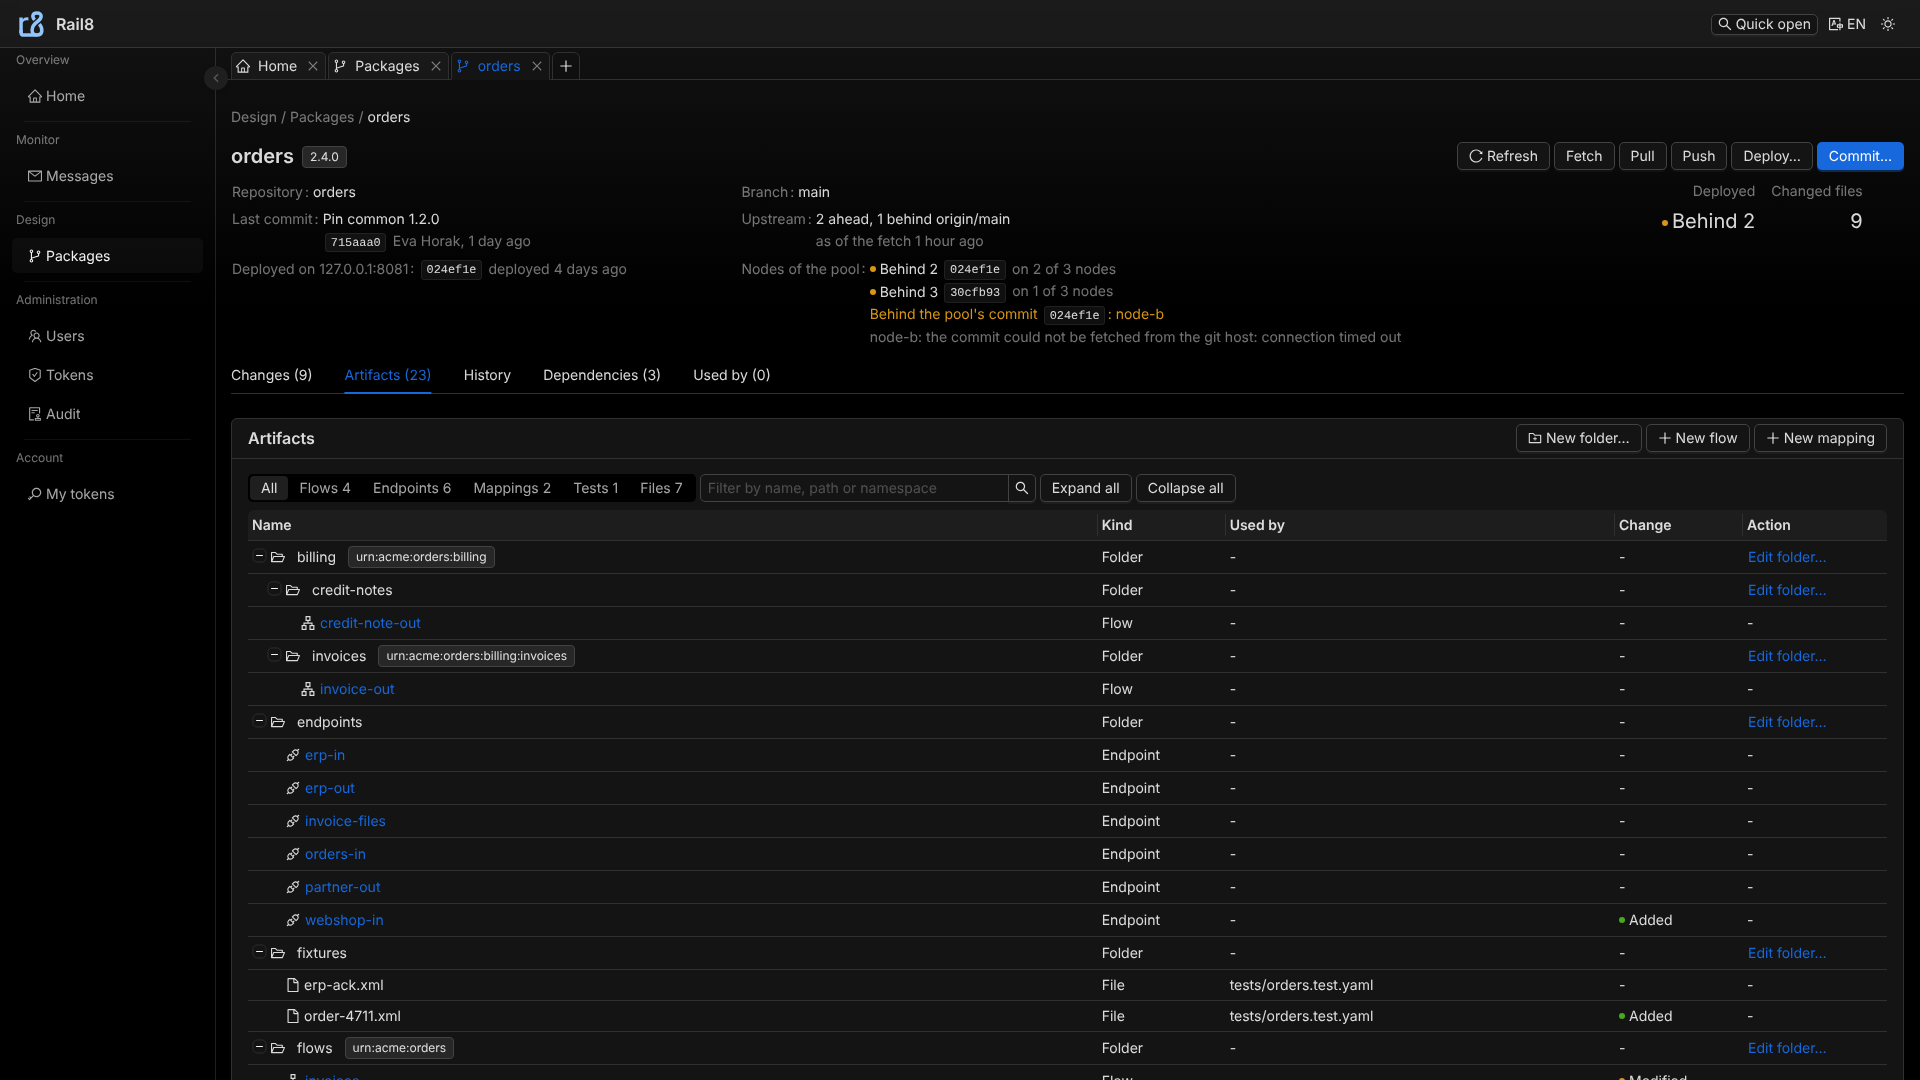 r8 Rail8
Quick open
EN
Overview
Home
Monitor
Messages
Design
Packages
Administration
Users
Tokens
Audit
Account
My tokens
Home
Packages
orders
Design / Packages / orders
orders 2.4.0
Refresh
Fetch
Pull
Push
Deploy...
Commit...
Repository: orders
Branch: main
Deployed
Changed files
Behind 2
9
Last commit: Pin common 1.2.0
715aaa0 Eva Horak, 1 day ago
Upstream: 2 ahead, 1 behind origin/main
as of the fetch 1 hour ago
Deployed on 127.0.0.1:8081: 024ef1e deployed 4 days ago
Nodes of the pool: Behind 2 024ef1e on 2 of 3 nodes
Behind 3 30cfb93 on 1 of 3 nodes
Behind the pool's commit 024ef1e : node-b
node-b: the commit could not be fetched from the git host: connection timed out
Changes (9)
Artifacts (23)
History
Dependencies (3)
Used by (0)
Artifacts
New folder...
New flow
New mapping
All
Flows 4
Endpoints 6
Mappings 2
Tests 1
Files 7
Filter by name, path or namespace
Expand all
Collapse all
Name Kind Used by Change Action
billing urn:acme:orders:billing Folder - - Edit folder...
credit-notes Folder - - Edit folder...
credit-note-out Flow - - -
invoices urn:acme:orders:billing:invoices Folder - - Edit folder...
invoice-out Flow - - -
endpoints Folder - - Edit folder...
erp-in Endpoint - - -
erp-out Endpoint - - -
invoice-files Endpoint - - -
orders-in Endpoint - - -
partner-out Endpoint - - -
webshop-in Endpoint - Added -
fixtures Folder - - Edit folder...
erp-ack.xml File tests/orders.test.yaml - -
order-4711.xml File tests/orders.test.yaml Added -
flows urn:acme:orders Folder - - Edit folder...
invoices Flow Modified